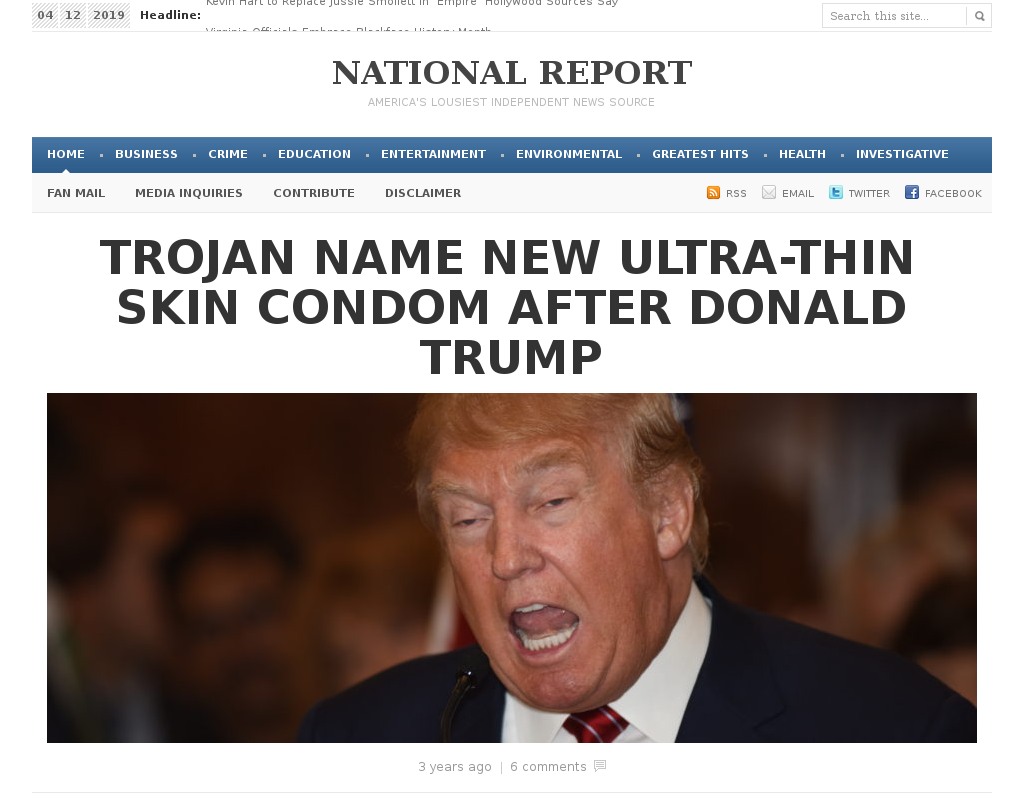 04 12 2019 Headline: Kevin Hart to Replace Jussie Smollett in "Empire" Hollywood Sources Say
Virginia Officials Embrace Blackface History Month
Search this site...
NATIONAL REPORT
AMERICA'S LOUSIEST INDEPENDENT NEWS SOURCE
HOME BUSINESS CRIME EDUCATION ENTERTAINMENT ENVIRONMENTAL GREATEST HITS HEALTH INVESTIGATIVE
FAN MAIL MEDIA INQUIRIES CONTRIBUTE DISCLAIMER RSS EMAIL TWITTER FACEBOOK
TROJAN NAME NEW ULTRA-THIN
SKIN CONDOM AFTER DONALD
TRUMP
3 years ago | 6 comments